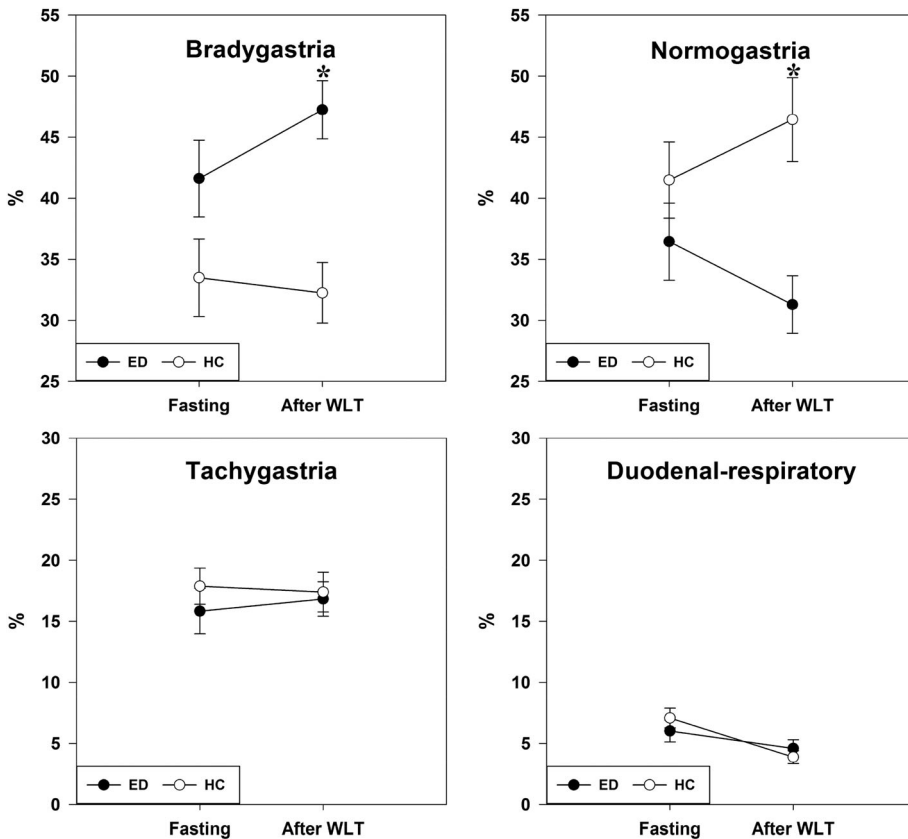 Bradygastria
*
55
50
45
40
35
30
25
%
ED HC
Fasting After WLT
Normogastria
*
55
50
45
40
35
30
25
%
ED HC
Fasting After WLT
Tachygastria
30
25
20
15
10
5
0
%
ED HC
Fasting After WLT
Duodenal-respiratory
30
25
20
15
10
5
0
%
ED HC
Fasting After WLT